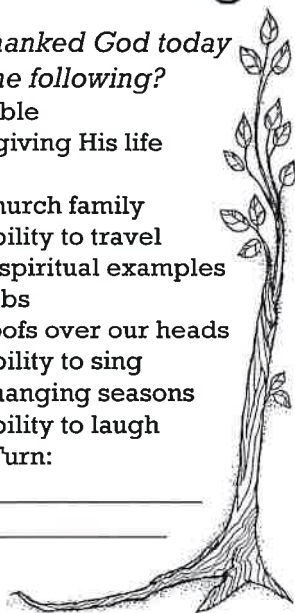 hanked God today
he following?
ble
giving His life
hurch family
bility to travel
spiritual examples
bs
oofs over our heads
bility to sing
hanging seasons
bility to laugh
Turn: